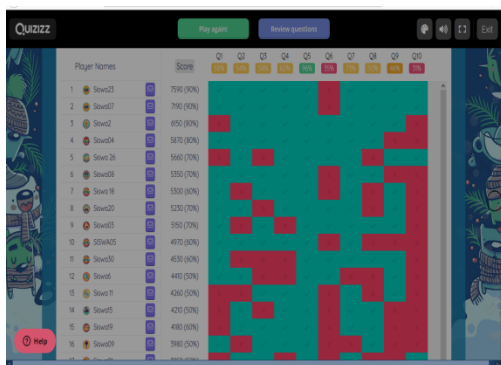 Quizizz Play again! Review questions Exit
Player Names Score Q1 Q2 Q3 Q4 Q5 Q6 Q7 Q8 Q9 Q10
1 Siswa23 7590 (90%)
2 Siswa07 7190 (90%)
3 Siswa2 6150 (80%)
4 Siswa04 5870 (80%)
5 Siswa 26 5660 (70%)
6 Siswa08 5350 (70%)
7 Siswa 18 5300 (60%)
8 Siswa20 5230 (70%)
9 Siswa03 5150 (70%)
10 SISWA05 4970 (60%)
11 Siswa30 4530 (60%)
12 Siswa6 4410 (50%)
13 Siswa 11 4260 (50%)
14 Siswa15 4210 (50%)
15 Siswa19 4180 (60%)
16 Siswa09 3980 (50%)
Help